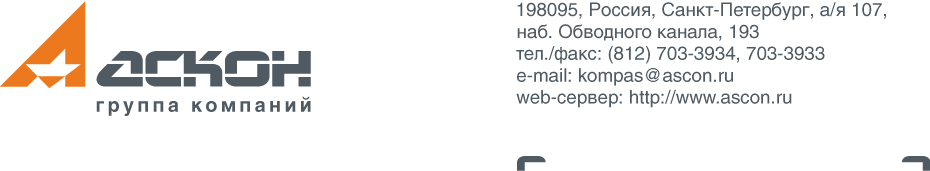 АСКОН
группа компаний
198095, Россия, Санкт-Петербург, а/я 107,
наб. Обводного канала, 193
тел./факс: (812) 703-3934, 703-3933
e-mail: kompas@ascon.ru
web-сервер: http://www.ascon.ru